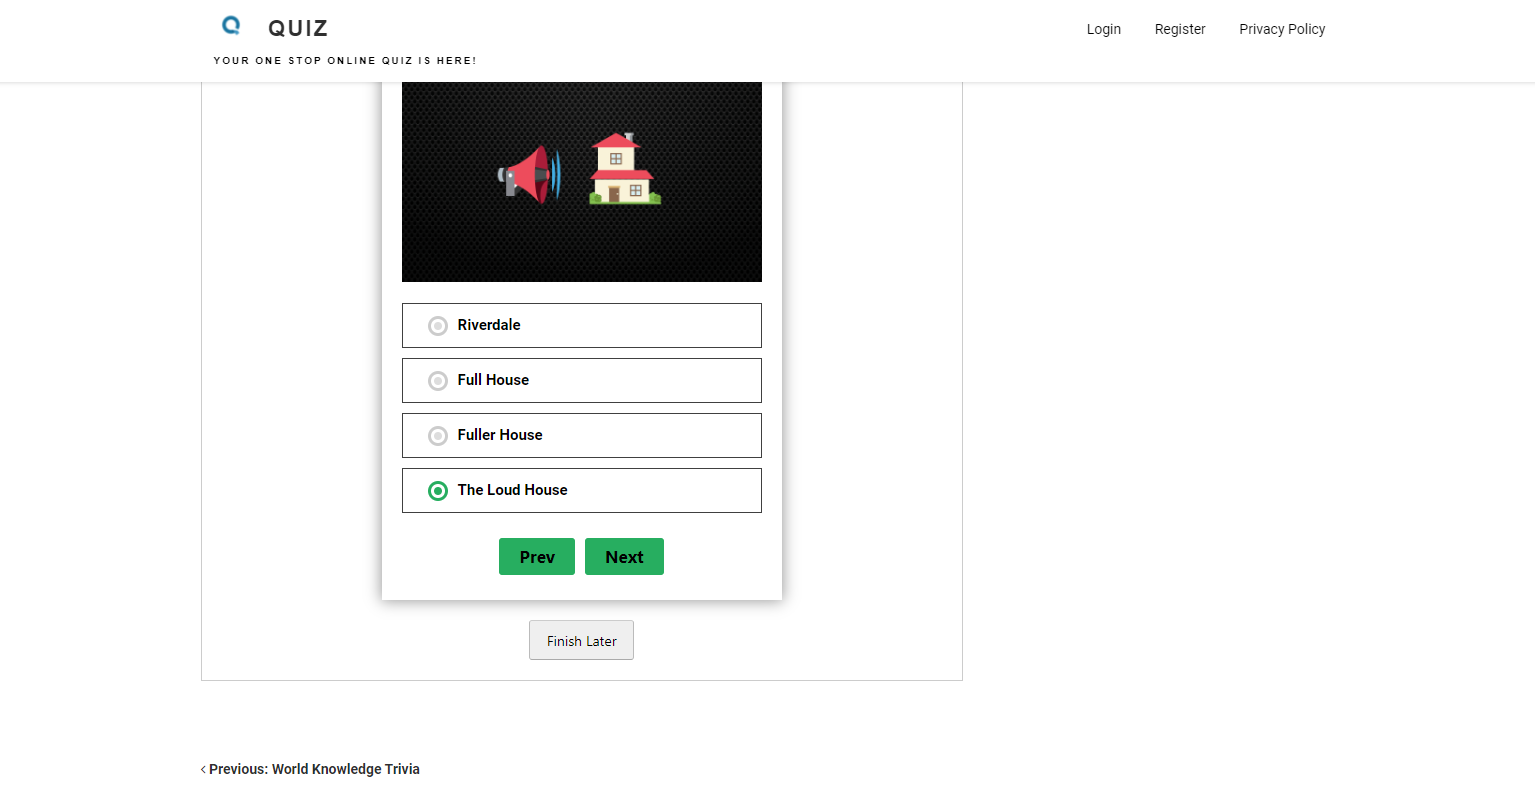 QUIZ
YOUR ONE STOP ONLINE QUIZ IS HERE!
Login
Register
Privacy Policy
Riverdale
Full House
Fuller House
The Loud House
Prev
Next
Finish Later
‹ Previous: World Knowledge Trivia